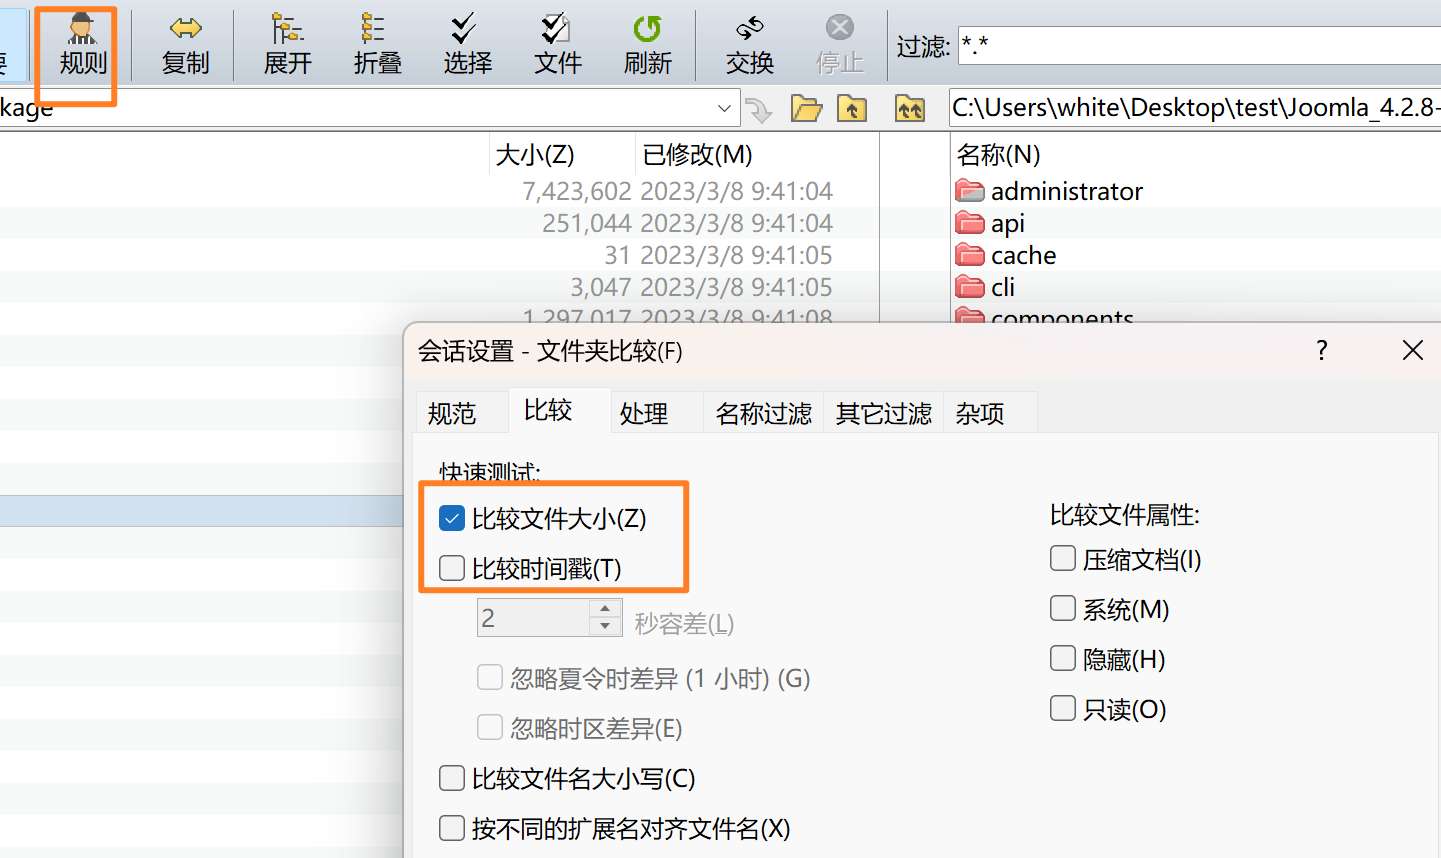 要 规则 复制 展开 折叠 选择 文件 刷新 交换 停止 过滤: *.*
kage C:\Users\white\Desktop\test\Joomla_4.2.8-
大小(Z) 已修改(M) 名称(N)
7,423,602 2023/3/8 9:41:04 administrator
251,044 2023/3/8 9:41:04 api
31 2023/3/8 9:41:05 cache
3,047 2023/3/8 9:41:05 cli
1,297,017 2023/3/8 9:41:08 components
会话设置 - 文件夹比较(F) ?
规范 比较 处理 名称过滤 其它过滤 杂项
快速测试:
比较文件大小(Z)
比较时间戳(T)
2 秒容差(L)
忽略夏令时差异 (1 小时) (G)
忽略时区差异(E)
比较文件名大小写(C)
按不同的扩展名对齐文件名(X)
比较文件属性:
压缩文档(I)
系统(M)
隐藏(H)
只读(O)